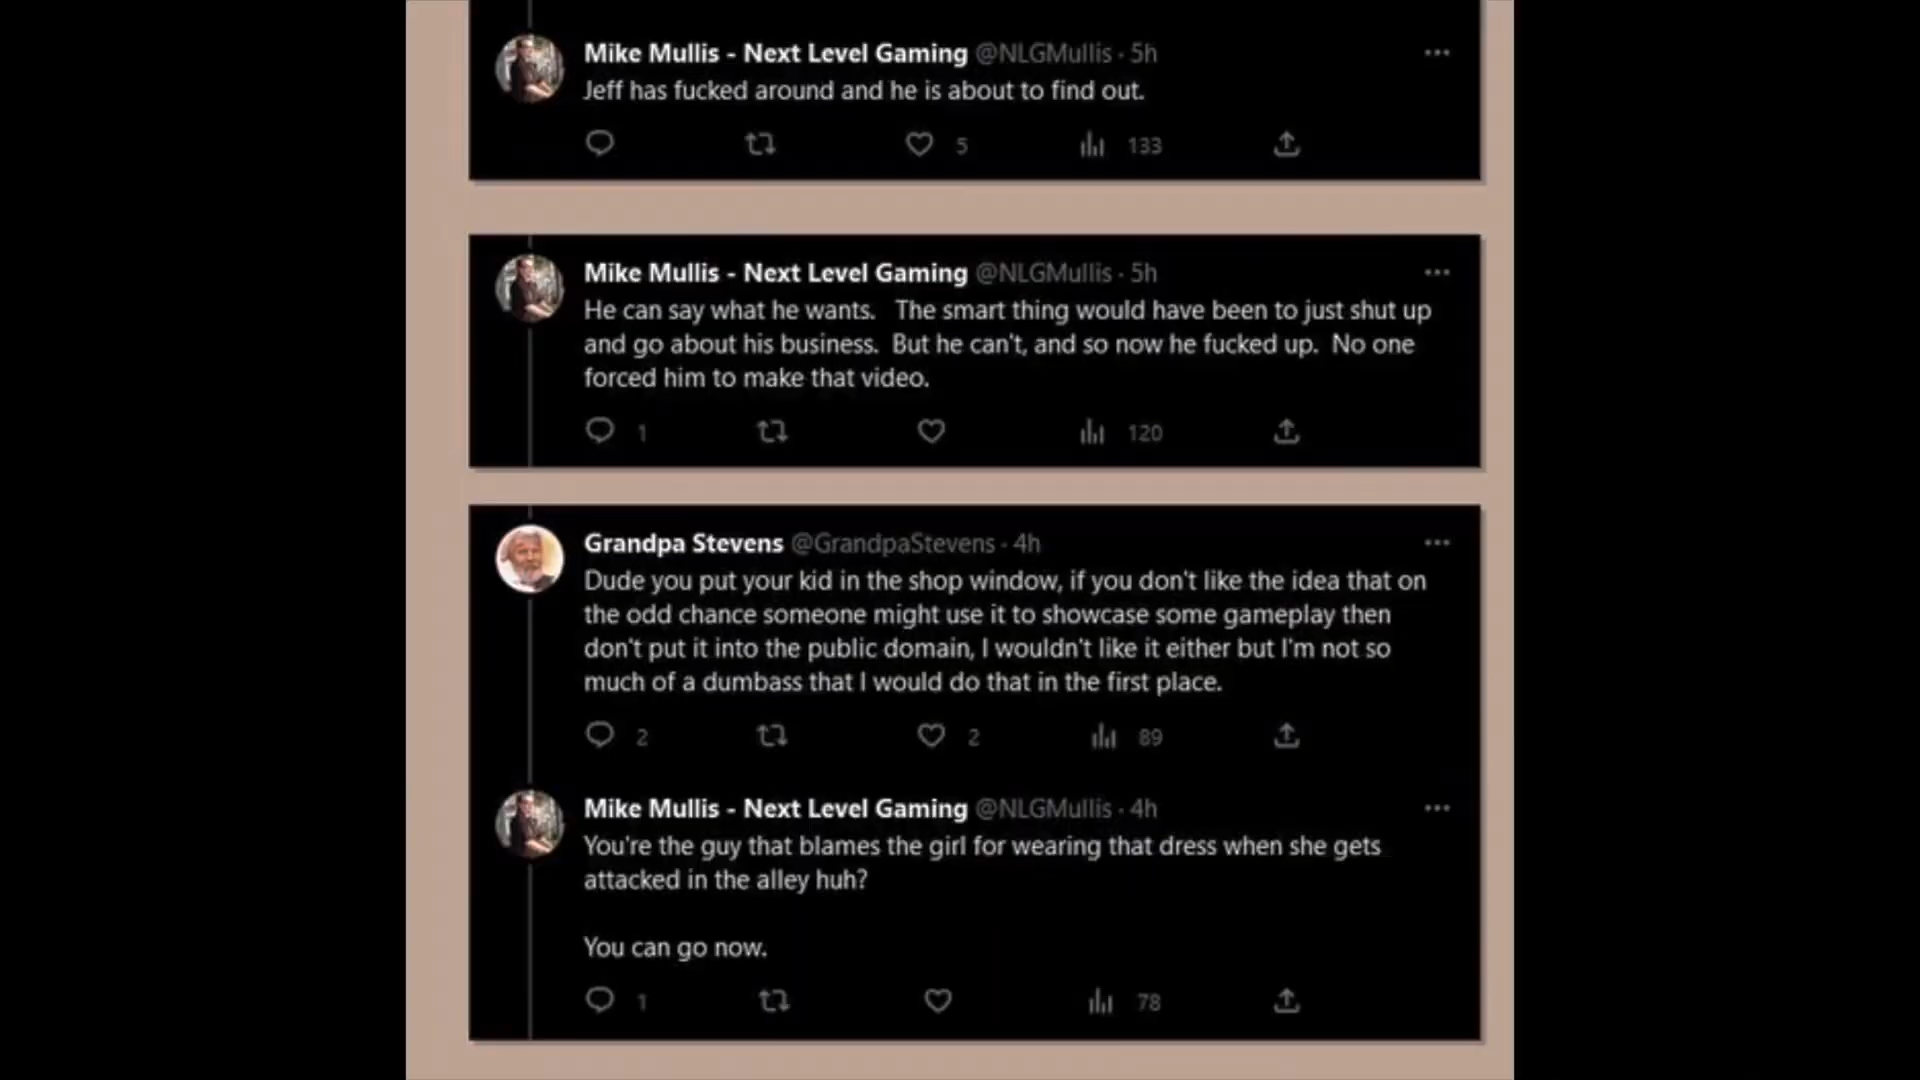 Mike Mullis - Next Level Gaming @NLGMullis · 5h
Jeff has fucked around and he is about to find out.
5 133
Mike Mullis - Next Level Gaming @NLGMullis · 5h
He can say what he wants. The smart thing would have been to just shut up
and go about his business. But he can't, and so now he fucked up. No one
forced him to make that video.
1 120
Grandpa Stevens @GrandpaStevens · 4h
Dude you put your kid in the shop window, if you don't like the idea that on
the odd chance someone might use it to showcase some gameplay then
don't put it into the public domain, I wouldn't like it either but I'm not so
much of a dumbass that I would do that in the first place.
2 2 89
Mike Mullis - Next Level Gaming @NLGMullis · 4h
You're the guy that blames the girl for wearing that dress when she gets
attacked in the alley huh?
You can go now.
1 78